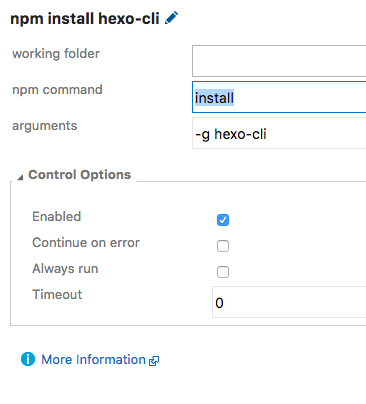 npm install hexo-cli
working folder
npm command
install
arguments
-g hexo-cli
Control Options
Enabled
Continue on error
Always run
Timeout
0
More Information